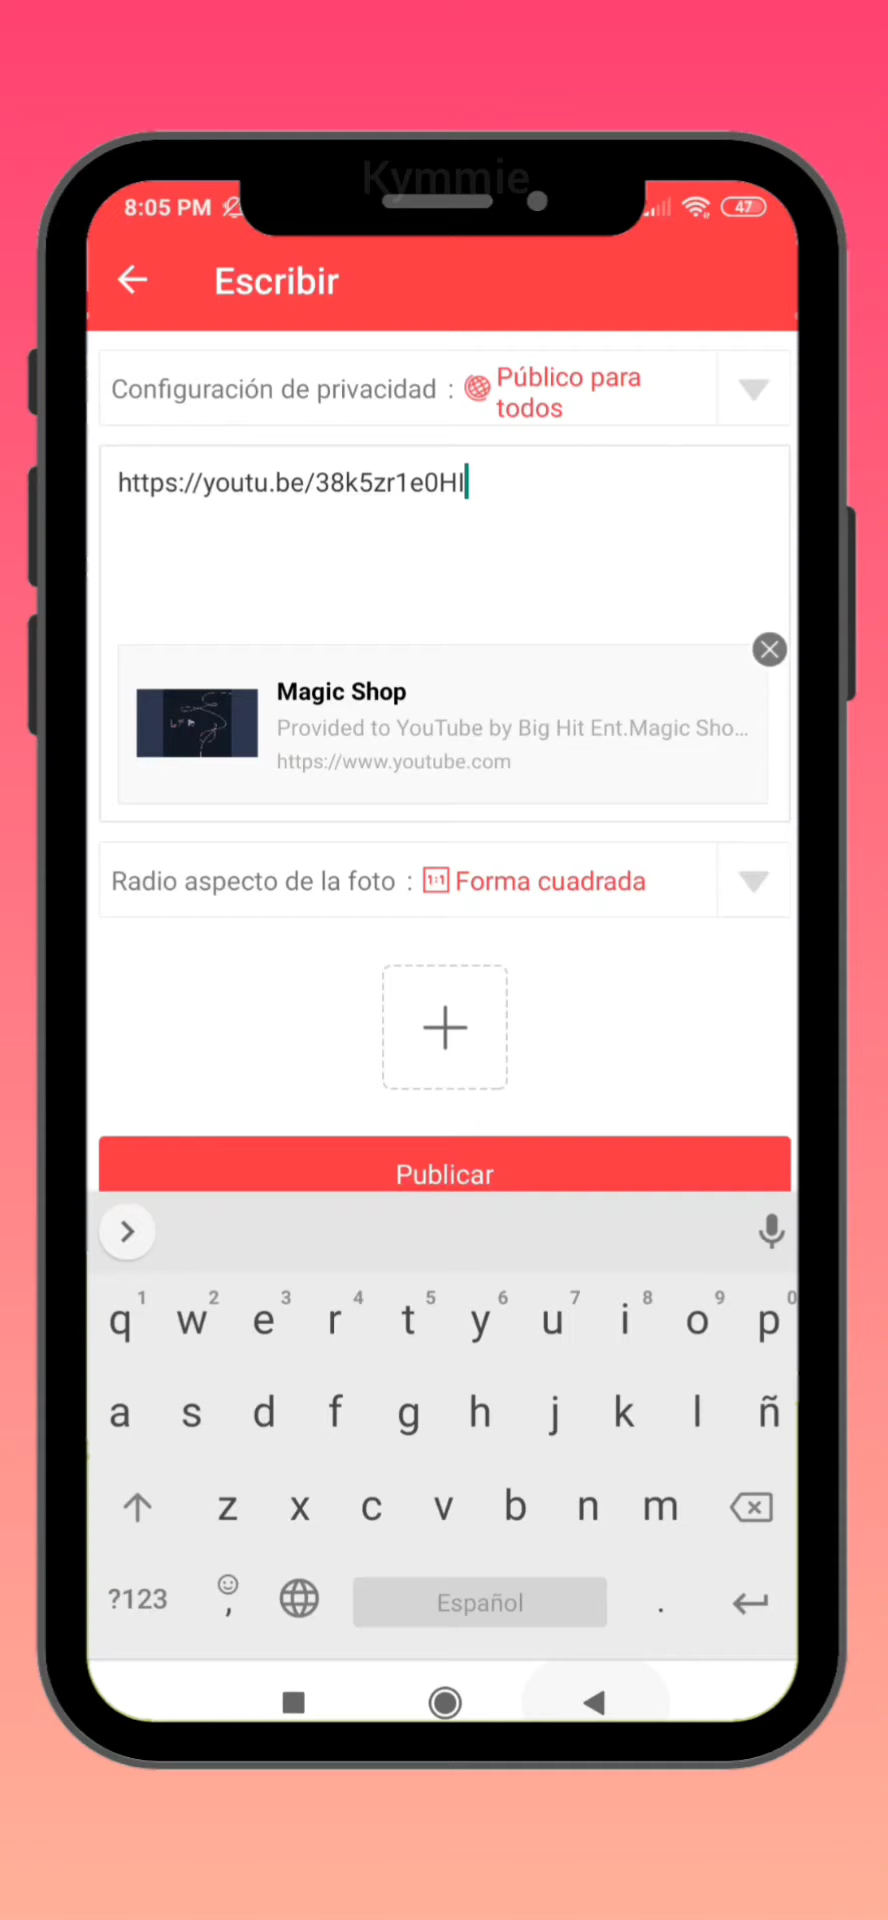 Kymmie
8:05 PM
47
Escribir
Configuración de privacidad : Público para
todos
https://youtu.be/38k5zr1e0HI
Magic Shop
Provided to YouTube by Big Hit Ent.Magic Sho...
https://www.youtube.com
Radio aspecto de la foto : 1:1 Forma cuadrada
Publicar
1 2 3 4 5 6 7 8 9 0
q w e r t y u i o p
a s d f g h j k l ñ
z x c v b n m
?123 , Español .